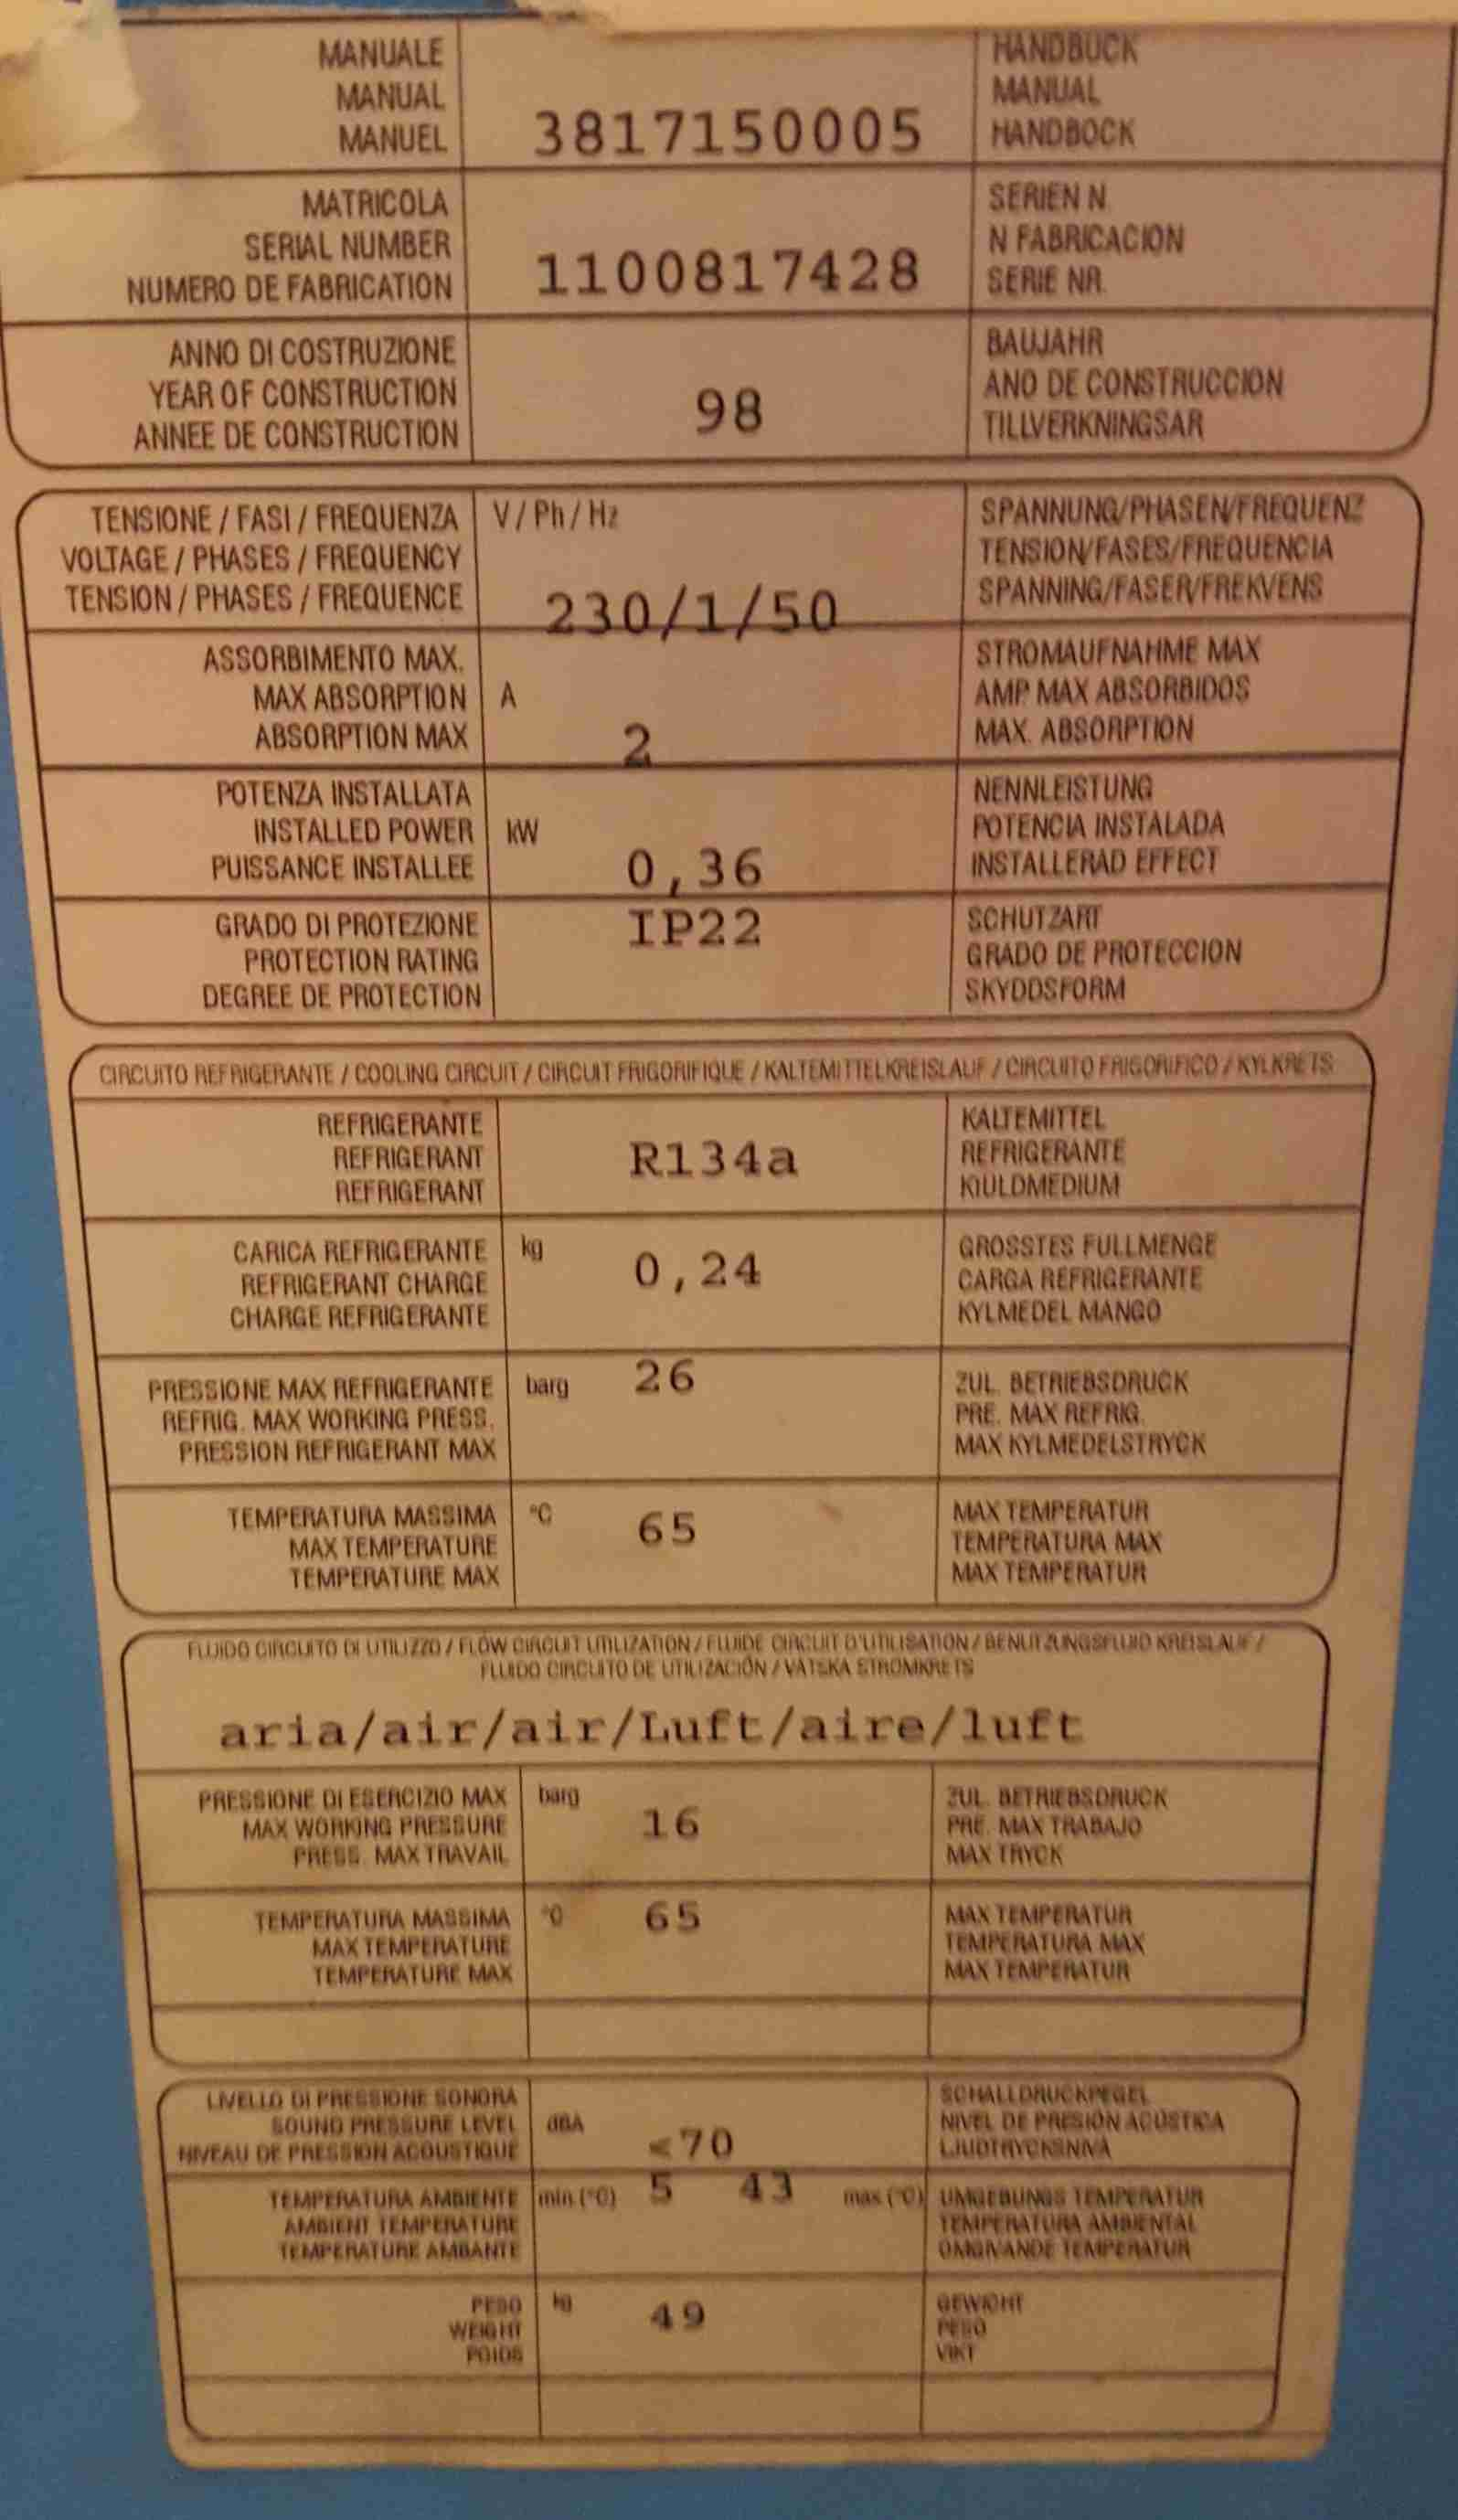 MANUALE
MANUAL
MANUEL
3817150005
HANDBUCK
MANUAL
HANDBOCK
MATRICOLA
SERIAL NUMBER
NUMERO DE FABRICATION
1100817428
SERIEN N.
N FABRICACION
SERIE NR.
ANNO DI COSTRUZIONE
YEAR OF CONSTRUCTION
ANNEE DE CONSTRUCTION
98
BAUJAHR
ANO DE CONSTRUCCION
TILLVERKNINGSAR
TENSIONE / FASI / FREQUENZA
VOLTAGE / PHASES / FREQUENCY
TENSION / PHASES / FREQUENCE
V / Ph / Hz
230/1/50
SPANNUNG/PHASEN/FREQUENZ
TENSION/FASES/FREQUENCIA
SPANNING/FASER/FREKVENS
ASSORBIMENTO MAX.
MAX ABSORPTION
ABSORPTION MAX
A
2
STROMAUFNAHME MAX
AMP. MAX ABSORBIDOS
MAX. ABSORPTION
POTENZA INSTALLATA
INSTALLED POWER
PUISSANCE INSTALLEE
kW
0,36
NENNLEISTUNG
POTENCIA INSTALADA
INSTALLERAD EFFECT
GRADO DI PROTEZIONE
PROTECTION RATING
DEGREE DE PROTECTION
IP22
SCHUTZART
GRADO DE PROTECCION
SKYDDSFORM
CIRCUITO REFRIGERANTE / COOLING CIRCUIT / CIRCUIT FRIGORIFIQUE / KALTEMITTELKREISLAUF / CIRCUITO FRIGORIFICO / KYLKRETS
REFRIGERANTE
REFRIGERANT
REFRIGERANT
R134a
KALTEMITTEL
REFRIGERANTE
KIULDMEDIUM
CARICA REFRIGERANTE
REFRIGERANT CHARGE
CHARGE REFRIGERANTE
kg
0,24
GROSSTES FULLMENGE
CARGA REFRIGERANTE
KYLMEDEL MANGO
PRESSIONE MAX REFRIGERANTE
REFRIG. MAX WORKING PRESS.
PRESSION REFRIGERANT MAX
barg
26
ZUL. BETRIEBSDRUCK
PRE. MAX REFRIG.
MAX KYLMEDELSTRYCK
TEMPERATURA MASSIMA
MAX TEMPERATURE
TEMPERATURE MAX
°C
65
MAX TEMPERATUR
TEMPERATURA MAX
MAX TEMPERATUR
FLUIDO CIRCUITO DI UTILIZZO / FLOW CIRCUIT UTILIZATION / FLUIDE CIRCUIT D'UTILISATION / BENUTZUNGSFLUID KREISLAUF /
FLUIDO CIRCUITO DE UTILIZACIÓN / VATSKA STROMKRETS
aria/air/air/Luft/aire/luft
PRESSIONE DI ESERCIZIO MAX
MAX WORKING PRESSURE
PRESS. MAX TRAVAIL
barg
16
ZUL. BETRIEBSDRUCK
PRE. MAX TRABAJO
MAX TRYCK
TEMPERATURA MASSIMA
MAX TEMPERATURE
TEMPERATURE MAX
°C
65
MAX TEMPERATUR
TEMPERATURA MAX
MAX TEMPERATUR
LIVELLO DI PRESSIONE SONORA
SOUND PRESSURE LEVEL
NIVEAU DE PRESSION ACOUSTIQUE
dBA
<70
SCHALLDRUCKPEGEL
NIVEL DE PRESIÓN ACÚSTICA
LJUDTRYCKSNIVÅ
TEMPERATURA AMBIENTE
AMBIENT TEMPERATURE
TEMPERATURE AMBANTE
min.(°C) 5 43 max.(°C)
UMGEBUNGS TEMPERATUR
TEMPERATURA AMBIENTAL
OMGIVANDE TEMPERATUR
PESO
WEIGHT
POIDS
kg
49
GEWICHT
PESO
VIKT